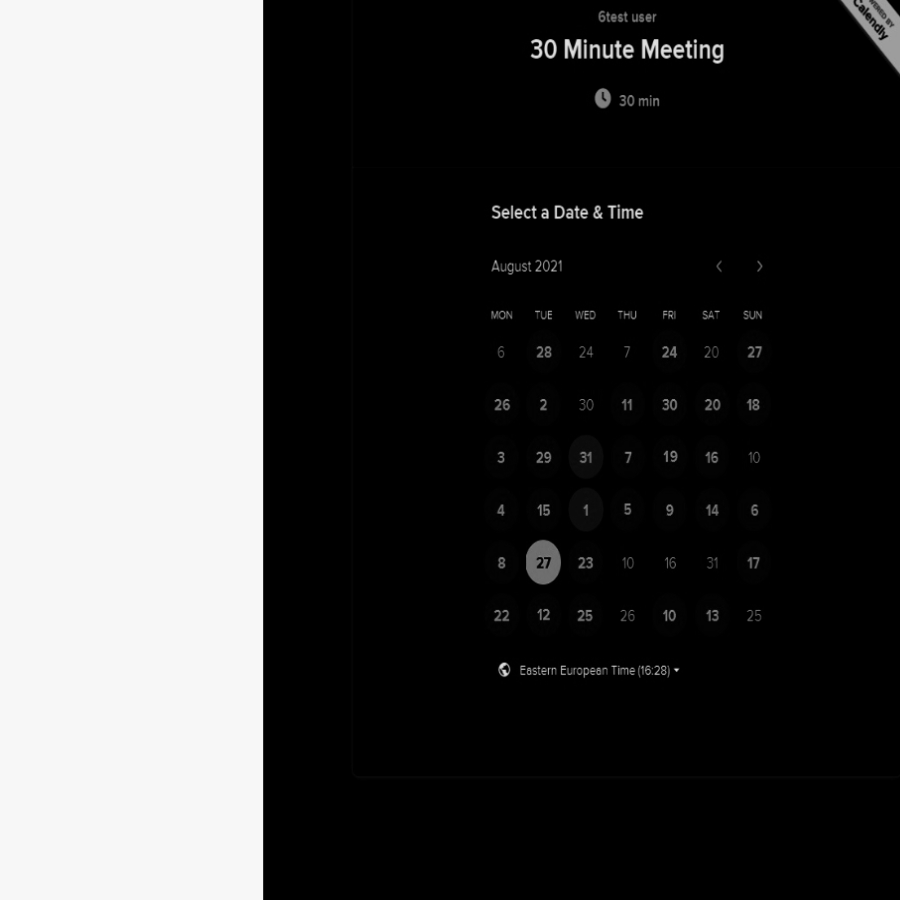 6test user
30 Minute Meeting
30 min
Calendly
Select a Date & Time
August 2021
MON TUE WED THU FRI SAT SUN
6 28 24 7 24 20 27
26 2 30 11 30 20 18
3 29 31 7 19 16 10
4 15 1 5 9 14 6
8 27 23 10 16 31 17
22 12 25 26 10 13 25
Eastern European Time (16:28)